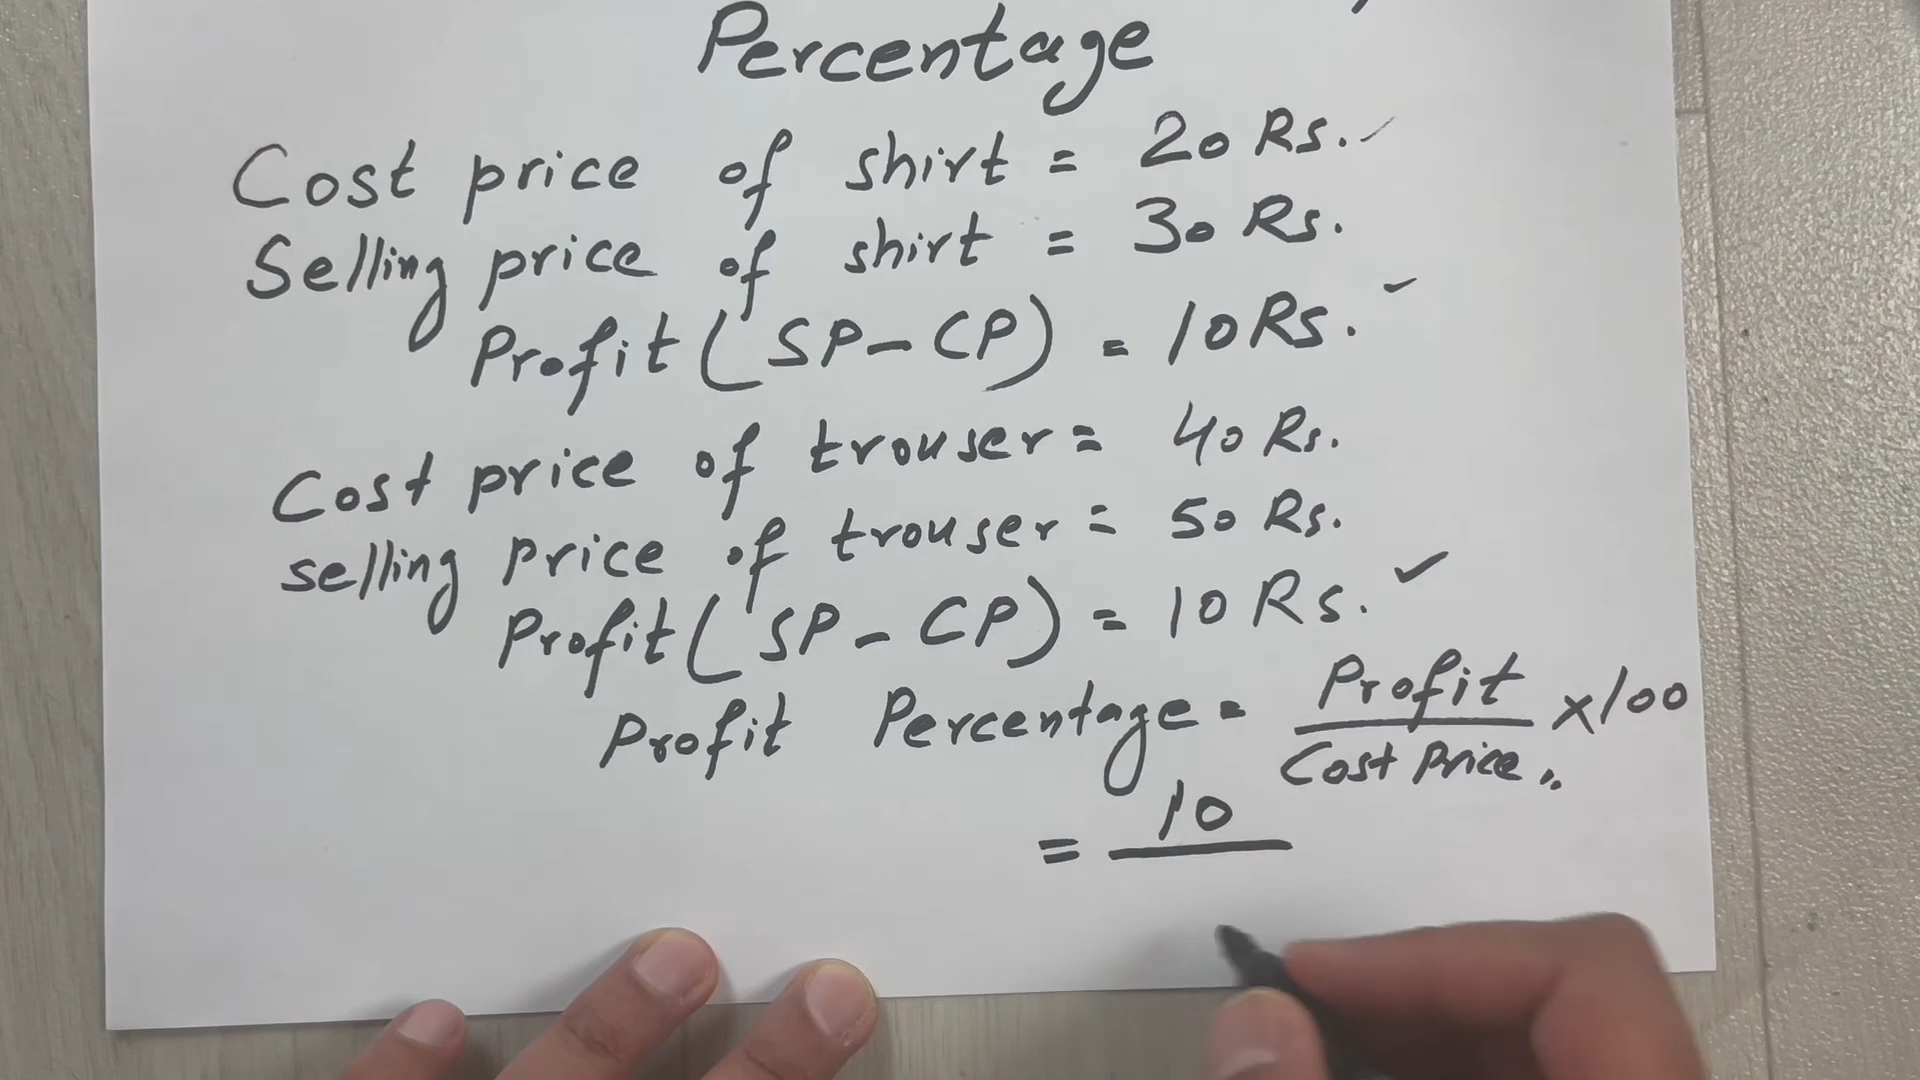 Percentage
Cost price of shirt = 20 Rs.
Selling price of shirt = 30 Rs.
Profit (SP - CP) = 10 Rs.
Cost price of trouser = 40 Rs.
selling price of trouser = 50 Rs.
Profit (SP - CP) = 10 Rs.
Profit Percentage = Profit / Cost Price × 100
= 10 /